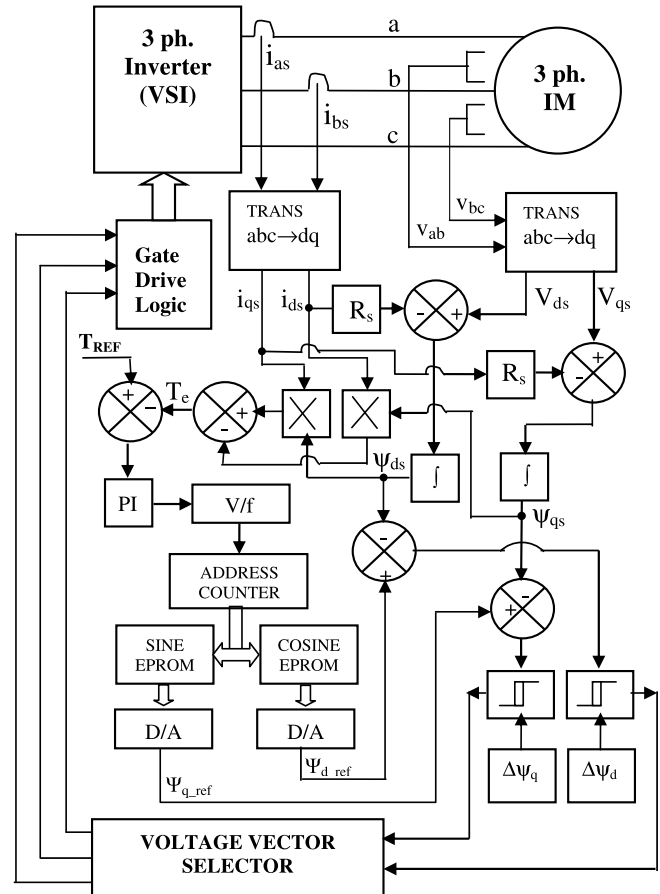 3 ph.
Inverter
(VSI)
a
i_as
b
i_bs
c
3 ph.
IM
v_bc
v_ab
TRANS
abc→dq
TRANS
abc→dq
Gate
Drive
Logic
i_qs
i_ds
R_s
- +
V_ds
V_qs
T_REF
+ −
T_e
+ -
R_s
+ -
ψ_ds
∫
∫
ψ_qs
PI
V/f
- +
ADDRESS
COUNTER
+ -
SINE
EPROM
COSINE
EPROM
D/A
D/A
Ψ_d_ref
Ψ_q_ref
Δψ_q
Δψ_d
VOLTAGE VECTOR
SELECTOR